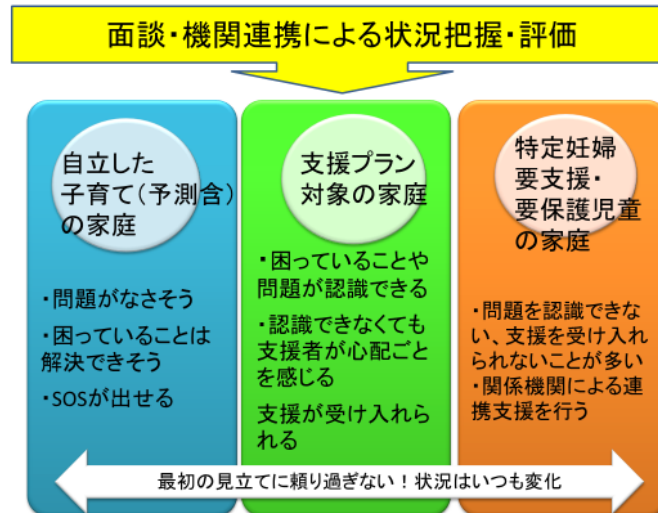 面談・機関連携による状況把握・評価
自立した
子育て（予測含）
の家庭
・問題がなさそう
・困っていることは
解決できそう
・SOSが出せる
支援プラン
対象の家庭
・困っていることや
問題が認識できる
・認識できなくても
支援者が心配ごと
を感じる
支援が受け入れら
れる
特定妊婦
要支援・
要保護児童
の家庭
・問題を認識できな
い、支援を受け入れ
られないことが多い
・関係機関による連
携支援を行う
最初の見立てに頼り過ぎない！状況はいつも変化